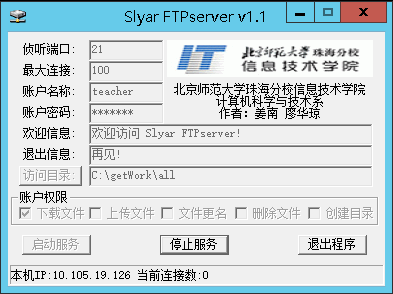 Slyar FTPserver v1.1
侦听端口: 21
最大连接: 100
账户名称: teacher
账户密码: *******
IT 北京师范大学 珠海分校
信息技术学院
北京师范大学珠海分校信息技术学院
计算机科学与技术系
作者: 姜南 廖华琼
欢迎信息: 欢迎访问 Slyar FTPserver!
退出信息: 再见!
访问目录: C:\getWork\all
账户权限
下载文件 上传文件 文件更名 删除文件 创建目录
启动服务 停止服务 退出程序
本机IP:10.105.19.126 当前连接数:0